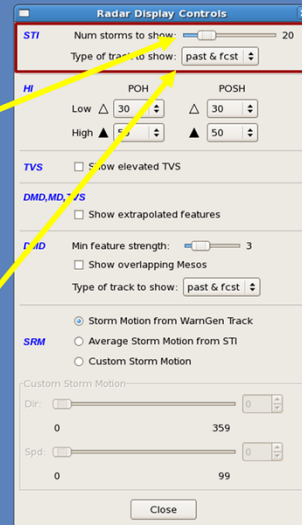 Radar Display Controls
STI Num storms to show: 20
Type of track to show: past & fcst
HI POH POSH
Low 30 30
High 50 50
TVS Show elevated TVS
DMD,MD,TVS
Show extrapolated features
DMD Min feature strength: 3
Show overlapping Mesos
Type of track to show: past & fcst
Storm Motion from WarnGen Track
SRM Average Storm Motion from STI
Custom Storm Motion
Custom Storm Motion
Dir: 0
0 359
Spd: 0
0 99
Close